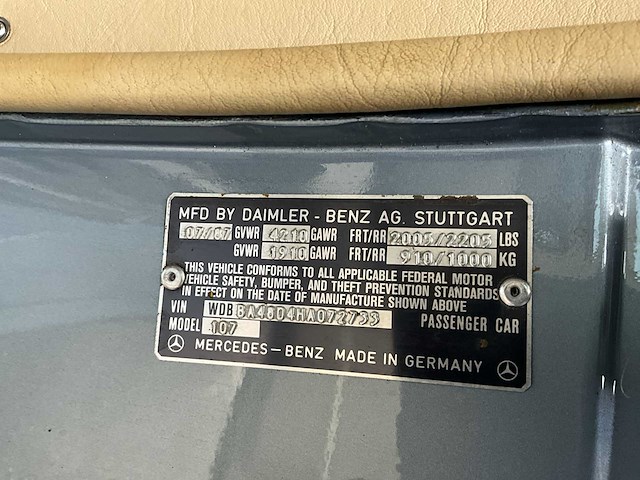 MFD BY DAIMLER - BENZ AG. STUTTGART
07/87 GVWR 4210 GAWR FRT/RR 2005/2205 LBS
GVWR 1910 GAWR FRT/RR 910/1000 KG
THIS VEHICLE CONFORMS TO ALL APPLICABLE FEDERAL MOTOR
VEHICLE SAFETY, BUMPER, AND THEFT PREVENTION STANDARDS
IN EFFECT ON THE DATE OF MANUFACTURE SHOWN ABOVE
VIN WDB BA4804HA072733
MODEL 107 PASSENGER CAR
MERCEDES-BENZ MADE IN GERMANY